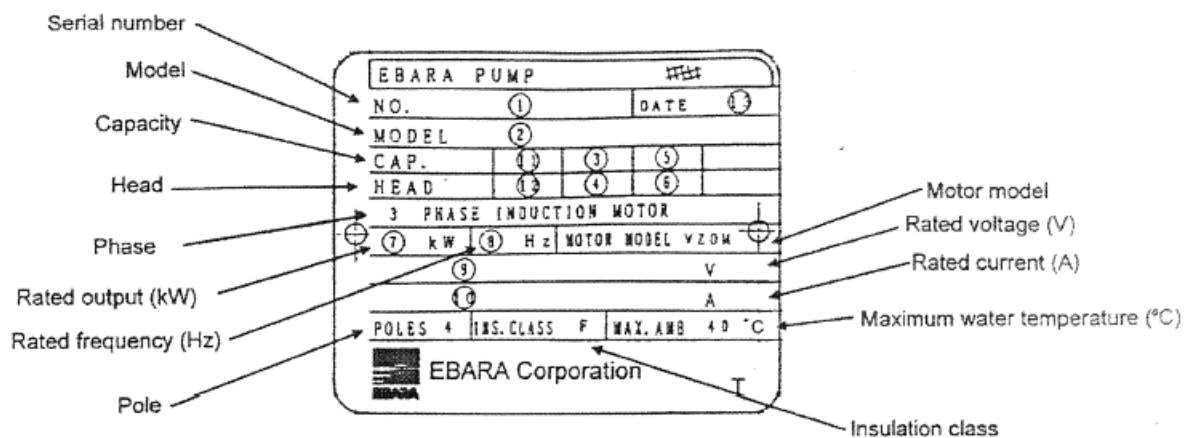 Serial number
Model
Capacity
Head
Phase
Rated output (kW)
Rated frequency (Hz)
Pole
EBARA PUMP
NO. ① DATE ⑬
MODEL ②
CAP. ⑪ ③ ⑤
HEAD ⑫ ④ ⑥
3 PHASE INDUCTION MOTOR
⑦ kW ⑧ Hz MOTOR MODEL VZDM
⑨ V
⑩ A
POLES 4 INS. CLASS F MAX. AMB 40 °C
EBARA
EBARA Corporation
T
Motor model
Rated voltage (V)
Rated current (A)
Maximum water temperature (ºC)
Insulation class